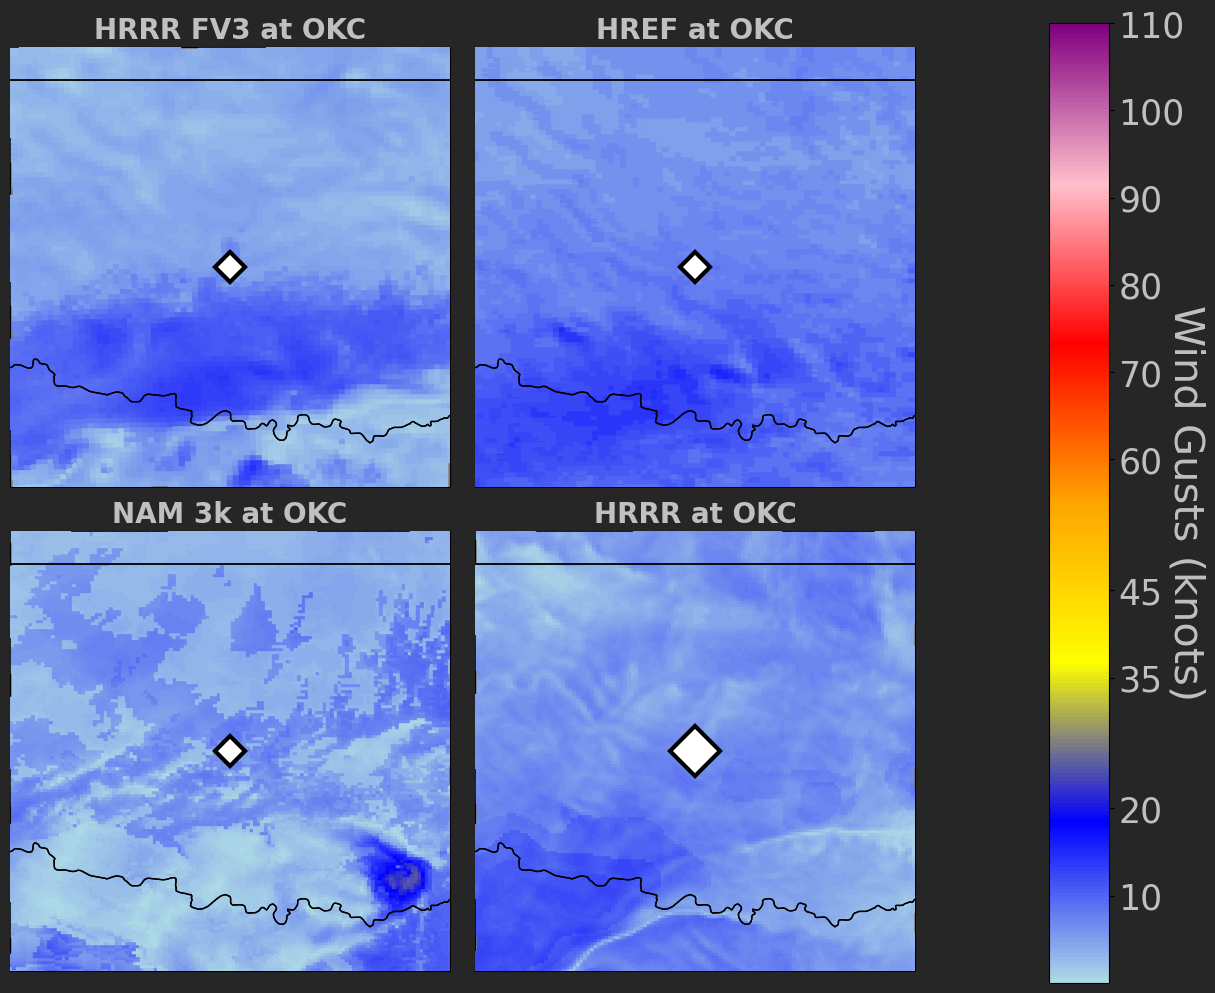 HRRR FV3 at OKC
HREF at OKC
NAM 3k at OKC
HRRR at OKC
110
100
90
80
70
60
45
35
20
10
Wind Gusts (knots)